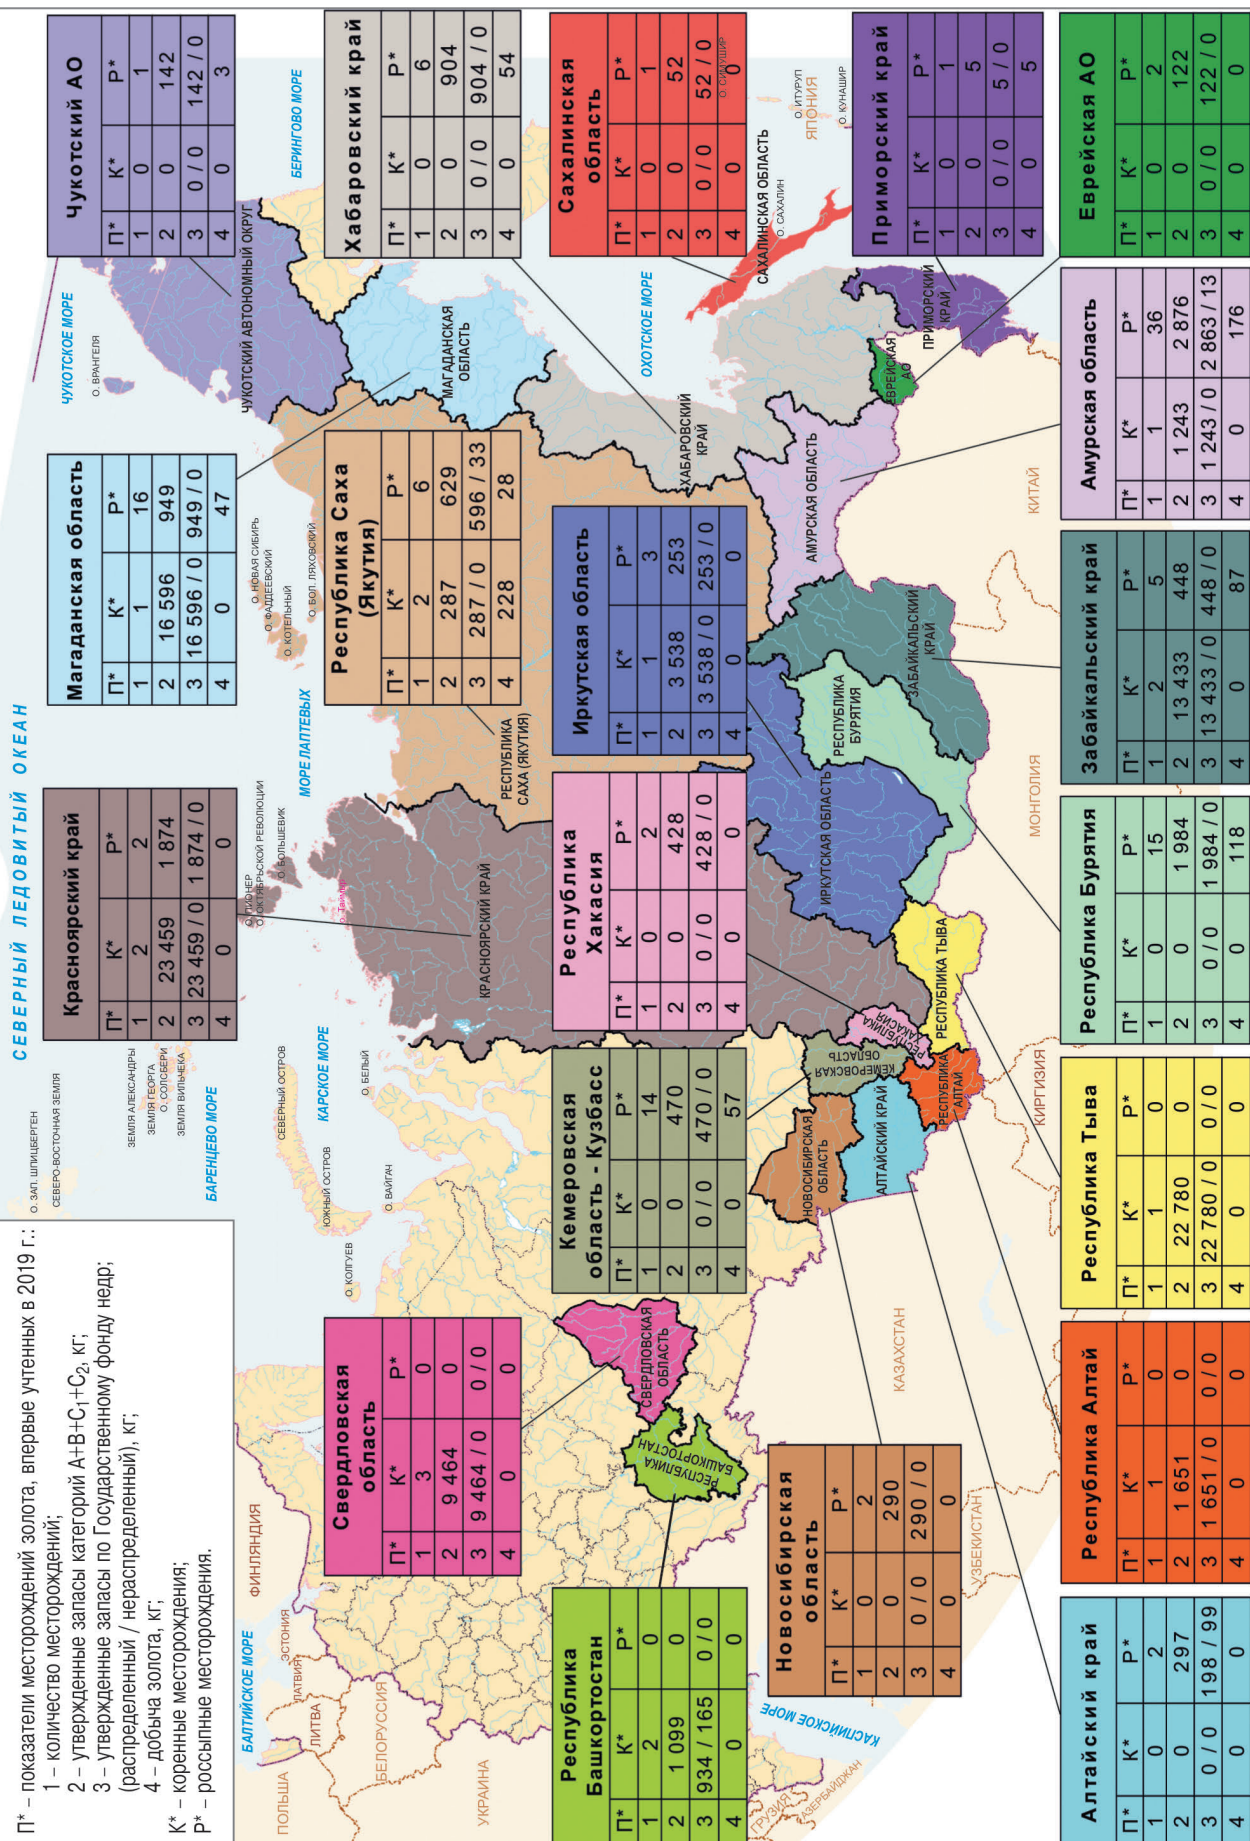 П* – показатели месторождений золота, впервые учтенных в 2019 г.:
1 – количество месторождений;
2 – утвержденные запасы категорий А+В+С₁+С₂, кг;
3 – утвержденные запасы по Государственному фонду недр;
(распределенный / нераспределенный), кг;
4 – добыча золота, кг;
К* – коренные месторождения;
Р* – россыпные месторождения.
СЕВЕРНЫЙ ЛЕДОВИТЫЙ ОКЕАН
О. ЗАП. ШПИЦБЕРГЕН
СЕВЕРО-ВОСТОЧНАЯ ЗЕМЛЯ
ЗЕМЛЯ АЛЕКСАНДРЫ
ЗЕМЛЯ ГЕОРГА
О. СОЛСБЕРИ
ЗЕМЛЯ ВИЛЬЧЕКА
БАРЕНЦЕВО МОРЕ
Красноярский край
П* К* Р*
1 2 2
2 23 459 1 874
3 23 459 / 0 1 874 / 0
4 0 0
Магаданская область
П* К* Р*
1 1 16
2 16 596 949
3 16 596 / 0 949 / 0
4 0 47
Чукотский АО
П* К* Р*
1 0 1
2 0 142
3 0 / 0 142 / 0
4 0 3
ЧУКОТСКОЕ МОРЕ
О. ВРАНГЕЛЯ
БЕРИНГОВО МОРЕ
БАЛТИЙСКОЕ МОРЕ
ФИНЛЯНДИЯ
ЭСТОНИЯ
ЛАТВИЯ
ЛИТВА
ПОЛЬША
БЕЛОРУССИЯ
УКРАИНА
СЕВЕРНЫЙ ОСТРОВ
ЮЖНЫЙ ОСТРОВ
КАРСКОЕ МОРЕ
О. КОЛГУЕВ
О. ВАЙГАЧ
О. БЕЛЫЙ
О. ПИОНЕР
О. ОКТЯБРЬСКОЙ РЕВОЛЮЦИИ
О. БОЛЬШЕВИК
МОРЕ ЛАПТЕВЫХ
О. Таймыр
О. НОВАЯ СИБИРЬ
О. ФАДДЕЕВСКИЙ
О. КОТЕЛЬНЫЙ
О. БОЛ. ЛЯХОВСКИЙ
ЧУКОТСКИЙ АВТОНОМНЫЙ ОКРУГ
Свердловская
область
П* К* Р*
1 3 0
2 9 464 0
3 9 464 / 0 0 / 0
4 0 0
Республика Саха
(Якутия)
П* К* Р*
1 2 6
2 287 629
3 287 / 0 596 / 33
4 228 28
Хабаровский край
П* К* Р*
1 0 6
2 0 904
3 0 / 0 904 / 0
4 0 54
МАГАДАНСКАЯ
ОБЛАСТЬ
КРАСНОЯРСКИЙ КРАЙ
РЕСПУБЛИКА
САХА (ЯКУТИЯ)
Республика
Башкортостан
П* К* Р*
1 2 0
2 1 099 0
3 934 / 165 0 / 0
4 0 0
Кемеровская
область - Кузбасс
П* К* Р*
1 0 14
2 0 470
3 0 / 0 470 / 0
4 0 57
Республика
Хакасия
П* К* Р*
1 0 2
2 0 428
3 0 / 0 428 / 0
4 0 0
Иркутская область
П* К* Р*
1 1 3
2 3 538 253
3 3 538 / 0 253 / 0
4 0 0
Сахалинская
область
П* К* Р*
1 0 1
2 0 52
3 0 / 0 52 / 0
4 0 0
О. СИМУШИР
СВЕРДЛОВСКАЯ
ОБЛАСТЬ
РЕСПУБЛИКА
БАШКОРТОСТАН
ХАБАРОВСКИЙ
КРАЙ
ОХОТСКОЕ МОРЕ
САХАЛИНСКАЯ ОБЛАСТЬ
О. САХАЛИН
О. ИТУРУП
ЯПОНИЯ
О. КУНАШИР
Новосибирская
область
П* К* Р*
1 0 2
2 0 290
3 0 / 0 290 / 0
4 0 0
НОВОСИБИРСКАЯ
ОБЛАСТЬ
КЕМЕРОВСКАЯ
ОБЛАСТЬ
АЛТАЙСКИЙ КРАЙ
РЕСПУБЛИКА
ХАКАСИЯ
РЕСПУБЛИКА
АЛТАЙ
РЕСПУБЛИКА ТЫВА
ИРКУТСКАЯ ОБЛАСТЬ
РЕСПУБЛИКА
БУРЯТИЯ
ЗАБАЙКАЛЬСКИЙ
КРАЙ
АМУРСКАЯ ОБЛАСТЬ
ЕВРЕЙСКАЯ
АО
ПРИМОРСКИЙ
КРАЙ
Приморский край
П* К* Р*
1 0 1
2 0 5
3 0 / 0 5 / 0
4 0 5
КАСПИЙСКОЕ МОРЕ
ГРУЗИЯ
АЗЕРБАЙДЖАН
КАЗАХСТАН
УЗБЕКИСТАН
КИРГИЗИЯ
МОНГОЛИЯ
КИТАЙ
Алтайский край
П* К* Р*
1 0 2
2 0 297
3 0 / 0 198 / 99
4 0 0
Республика Алтай
П* К* Р*
1 1 0
2 1 651 0
3 1 651 / 0 0 / 0
4 0 0
Республика Тыва
П* К* Р*
1 1 0
2 22 780 0
3 22 780 / 0 0 / 0
4 0 0
Республика Бурятия
П* К* Р*
1 0 15
2 0 1 984
3 0 / 0 1 984 / 0
4 0 118
Забайкальский край
П* К* Р*
1 2 5
2 13 433 448
3 13 433 / 0 448 / 0
4 0 87
Амурская область
П* К* Р*
1 1 36
2 1 243 2 876
3 1 243 / 0 2 863 / 13
4 0 176
Еврейская АО
П* К* Р*
1 0 2
2 0 122
3 0 / 0 122 / 0
4 0 0